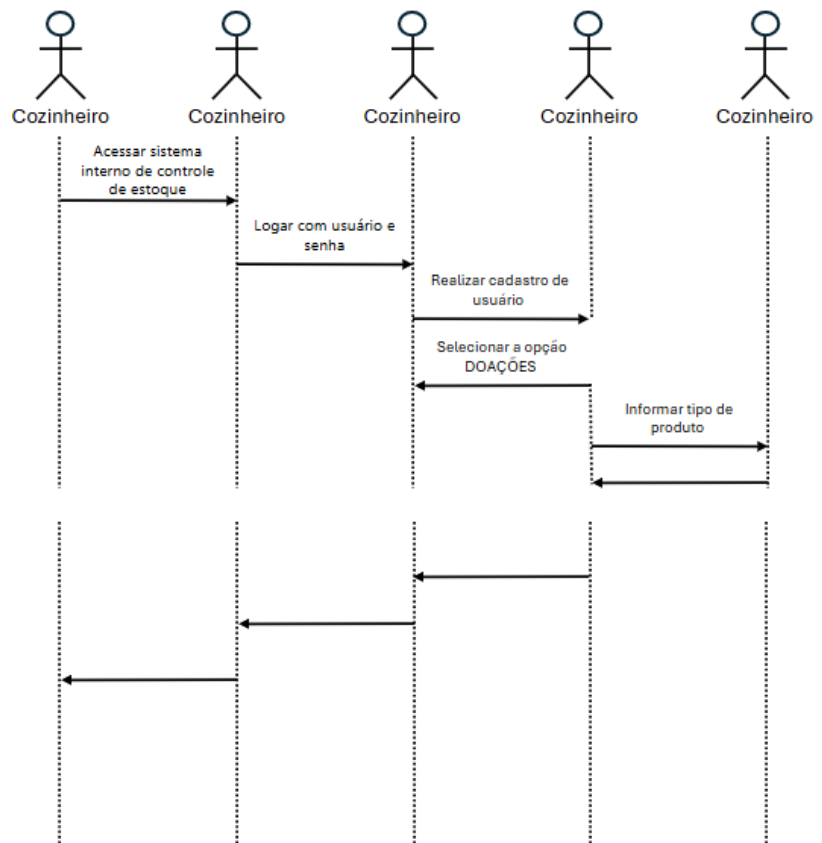 Cozinheiro
Cozinheiro
Cozinheiro
Cozinheiro
Cozinheiro
Acessar sistema
interno de controle
de estoque
Logar com usuário e
senha
Realizar cadastro de
usuário
Selecionar a opção
DOAÇÕES
Informar tipo de
produto